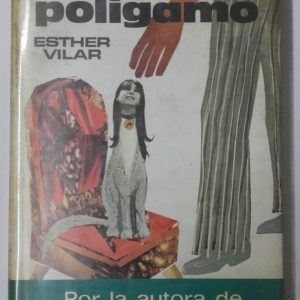 polígamo
ESTHER
VILAR
Por la autora de